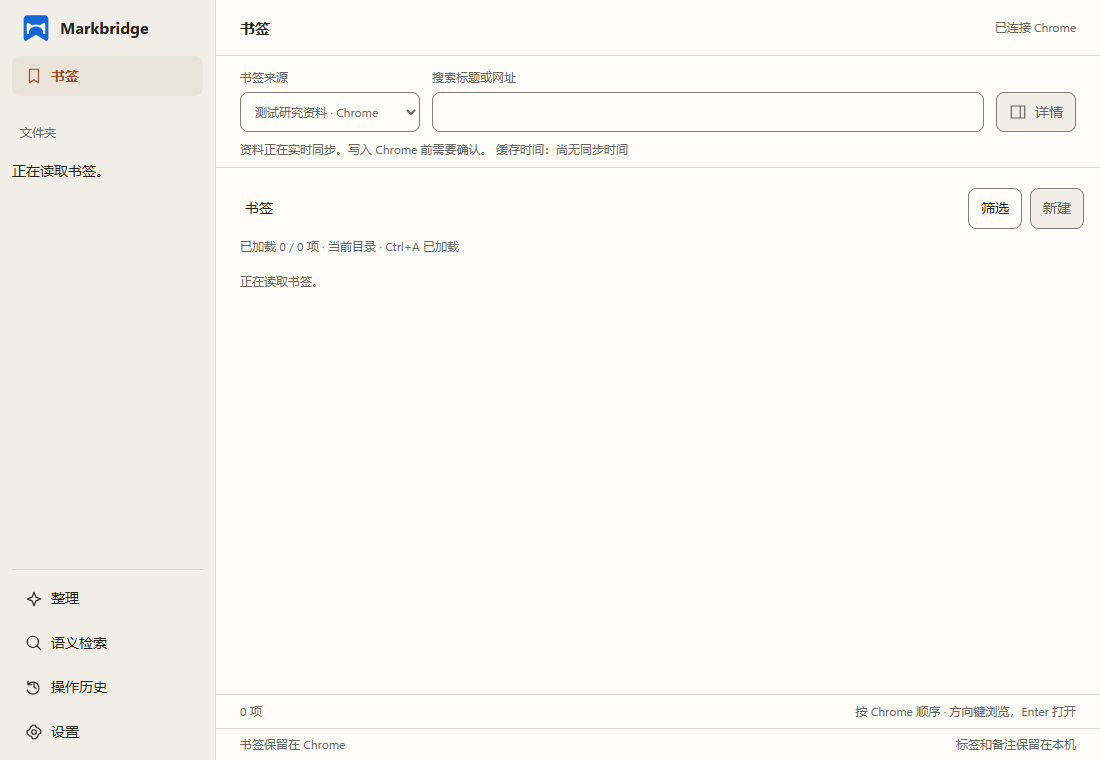 Markbridge
书签
文件夹
正在读取书签。
整理
语义检索
操作历史
设置
书签
已连接 Chrome
书签来源
搜索标题或网址
测试研究资料 · Chrome
详情
资料正在实时同步。写入 Chrome 前需要确认。 缓存时间：尚无同步时间
书签
筛选
新建
已加载 0 / 0 项 · 当前目录 · Ctrl+A 已加载
正在读取书签。
0 项
按 Chrome 顺序 · 方向键浏览，Enter 打开
书签保留在 Chrome
标签和备注保留在本机